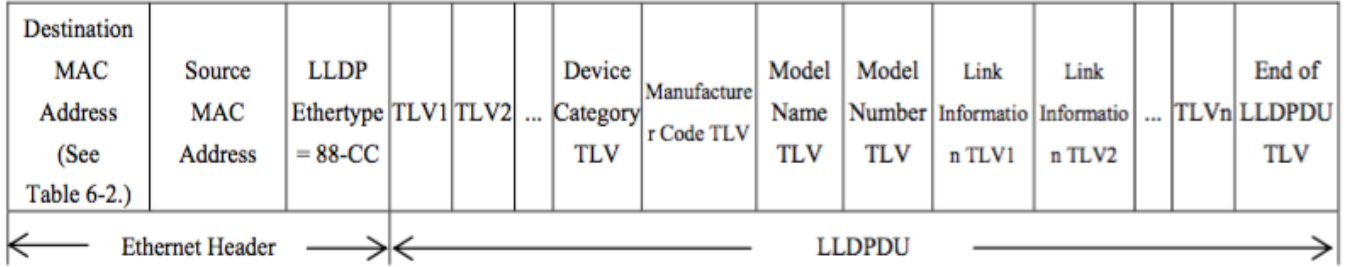 Destination
MAC
Address
(See
Table 6-2.)
Source
MAC
Address
LLDP
Ethertype
= 88-CC
TLV1
TLV2
...
Device
Category
TLV
Manufacture
r Code TLV
Model
Name
TLV
Model
Number
TLV
Link
Informatio
n TLV1
Link
Informatio
n TLV2
...
TLVn
End of
LLDPDU
TLV
Ethernet Header
LLDPDU